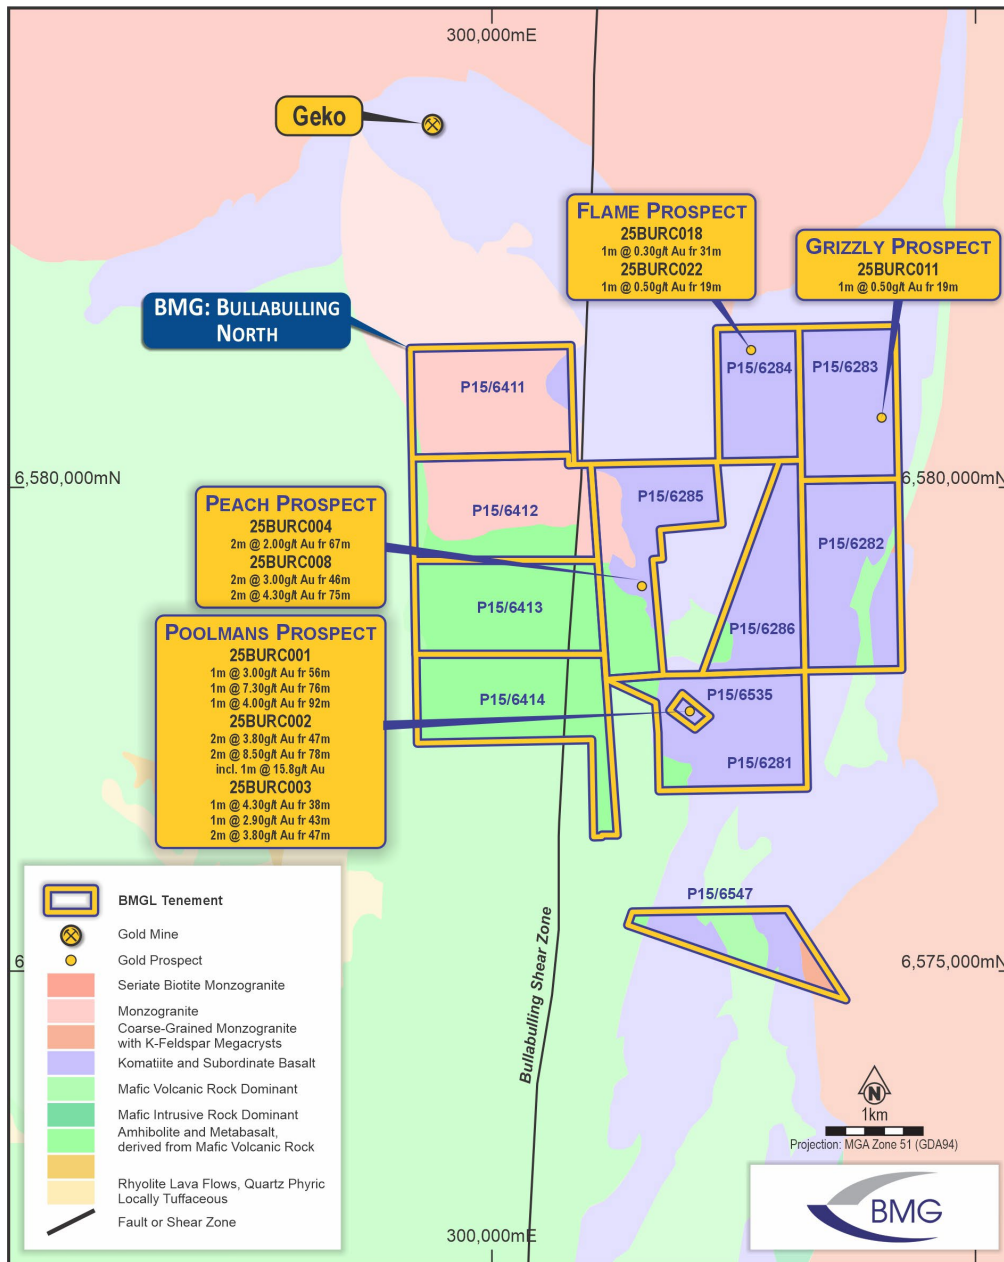 300,000mE
Geko
FLAME PROSPECT
25BURC018
1m @ 0.30g/t Au fr 31m
25BURC022
1m @ 0.50g/t Au fr 19m
GRIZZLY PROSPECT
25BURC011
1m @ 0.50g/t Au fr 19m
BMG: BULLABULLING
NORTH
P15/6411
P15/6284
P15/6283
6,580,000mN
6,580,000mN
P15/6412
P15/6285
P15/6282
PEACH PROSPECT
25BURC004
2m @ 2.00g/t Au fr 67m
25BURC008
2m @ 3.00g/t Au fr 46m
2m @ 4.30g/t Au fr 75m
P15/6413
P15/6286
POOLMANS PROSPECT
25BURC001
1m @ 3.00g/t Au fr 56m
1m @ 7.30g/t Au fr 76m
1m @ 4.00g/t Au fr 92m
25BURC002
2m @ 3.80g/t Au fr 47m
2m @ 8.50g/t Au fr 78m
incl. 1m @ 15.8g/t Au
25BURC003
1m @ 4.30g/t Au fr 38m
1m @ 2.90g/t Au fr 43m
2m @ 3.80g/t Au fr 47m
P15/6414
P15/6535
P15/6281
P15/6547
6
6,575,000mN
Bullabulling Shear Zone
BMGL Tenement
Gold Mine
Gold Prospect
Seriate Biotite Monzogranite
Monzogranite
Coarse-Grained Monzogranite
with K-Feldspar Megacrysts
Komatiite and Subordinate Basalt
Mafic Volcanic Rock Dominant
Mafic Intrusive Rock Dominant
Amhibolite and Metabasalt,
derived from Mafic Volcanic Rock
Rhyolite Lava Flows, Quartz Phyric
Locally Tuffaceous
Fault or Shear Zone
N
1km
Projection: MGA Zone 51 (GDA94)
300,000mE
BMG